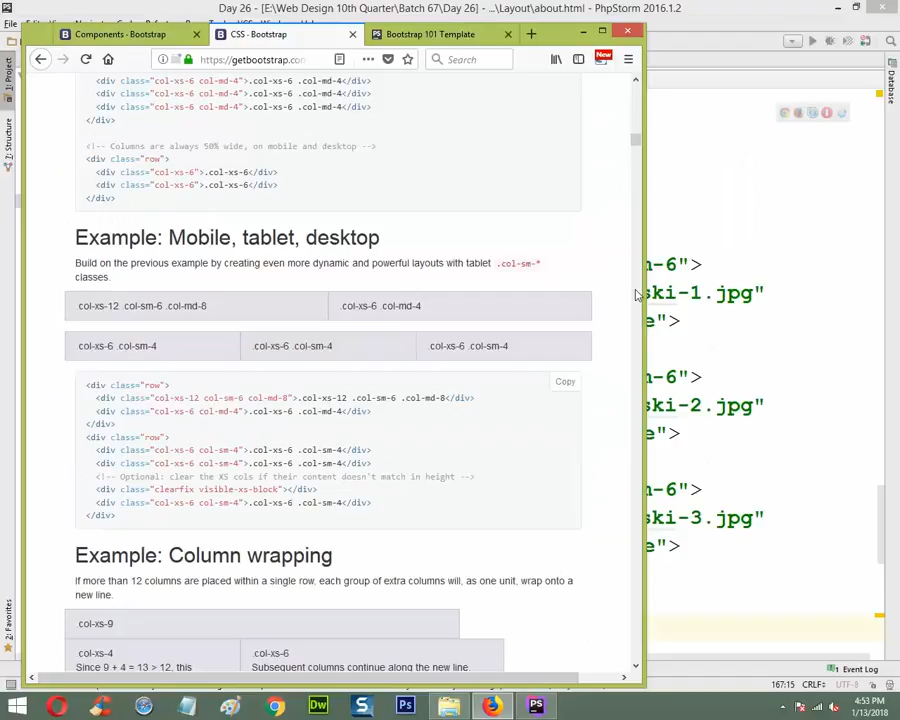 Day 26 - [E:\Web Design 10th Quarter\Batch 67\Day 26] - ...\Layout\about.html - PhpStorm 2016.1.2
File
Components · Bootstrap
CSS · Bootstrap
Bootstrap 101 Template
https://getbootstrap.com
Search
New
1: Project
Structure
2: Favorites
Database
<div class="col-xs-6 col-md-4">.col-xs-6 .col-md-4</div>
<div class="col-xs-6 col-md-4">.col-xs-6 .col-md-4</div>
<div class="col-xs-6 col-md-4">.col-xs-6 .col-md-4</div>
</div>
<!-- Columns are always 50% wide, on mobile and desktop -->
<div class="row">
<div class="col-xs-6">.col-xs-6</div>
<div class="col-xs-6">.col-xs-6</div>
</div>
Example: Mobile, tablet, desktop
Build on the previous example by creating even more dynamic and powerful layouts with tablet .col-sm-*
classes.
col-xs-12 .col-sm-6 .col-md-8
.col-xs-6 .col-md-4
col-xs-6 .col-sm-4
.col-xs-6 .col-sm-4
.col-xs-6 .col-sm-4
Copy
<div class="row">
<div class="col-xs-12 col-sm-6 col-md-8">.col-xs-12 .col-sm-6 .col-md-8</div>
<div class="col-xs-6 col-md-4">.col-xs-6 .col-md-4</div>
</div>
<div class="row">
<div class="col-xs-6 col-sm-4">.col-xs-6 .col-sm-4</div>
<div class="col-xs-6 col-sm-4">.col-xs-6 .col-sm-4</div>
<!-- Optional: clear the XS cols if their content doesn't match in height -->
<div class="clearfix visible-xs-block"></div>
<div class="col-xs-6 col-sm-4">.col-xs-6 .col-sm-4</div>
</div>
Example: Column wrapping
If more than 12 columns are placed within a single row, each group of extra columns will, as one unit, wrap onto a
new line.
col-xs-9
col-xs-4
Since 9 + 4 = 13 > 12, this
.col-xs-6
Subsequent columns continue along the new line.
-6">
ski-1.jpg"
e">
-6">
ski-2.jpg"
e">
-6">
ski-3.jpg"
e">
Event Log
167:15 CRLF÷ UTF-8
Dw
S
Ps
PS
4:53 PM
1/13/2018